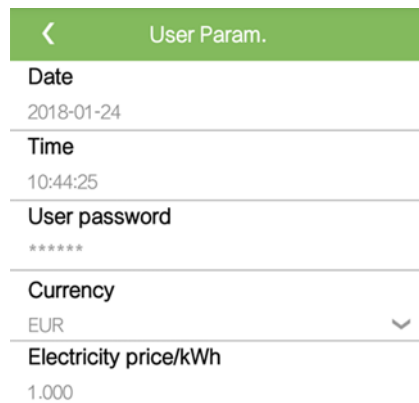 User Param.
Date
2018-01-24
Time
10:44:25
User password
******
Currency
EUR
Electricity price/kWh
1.000